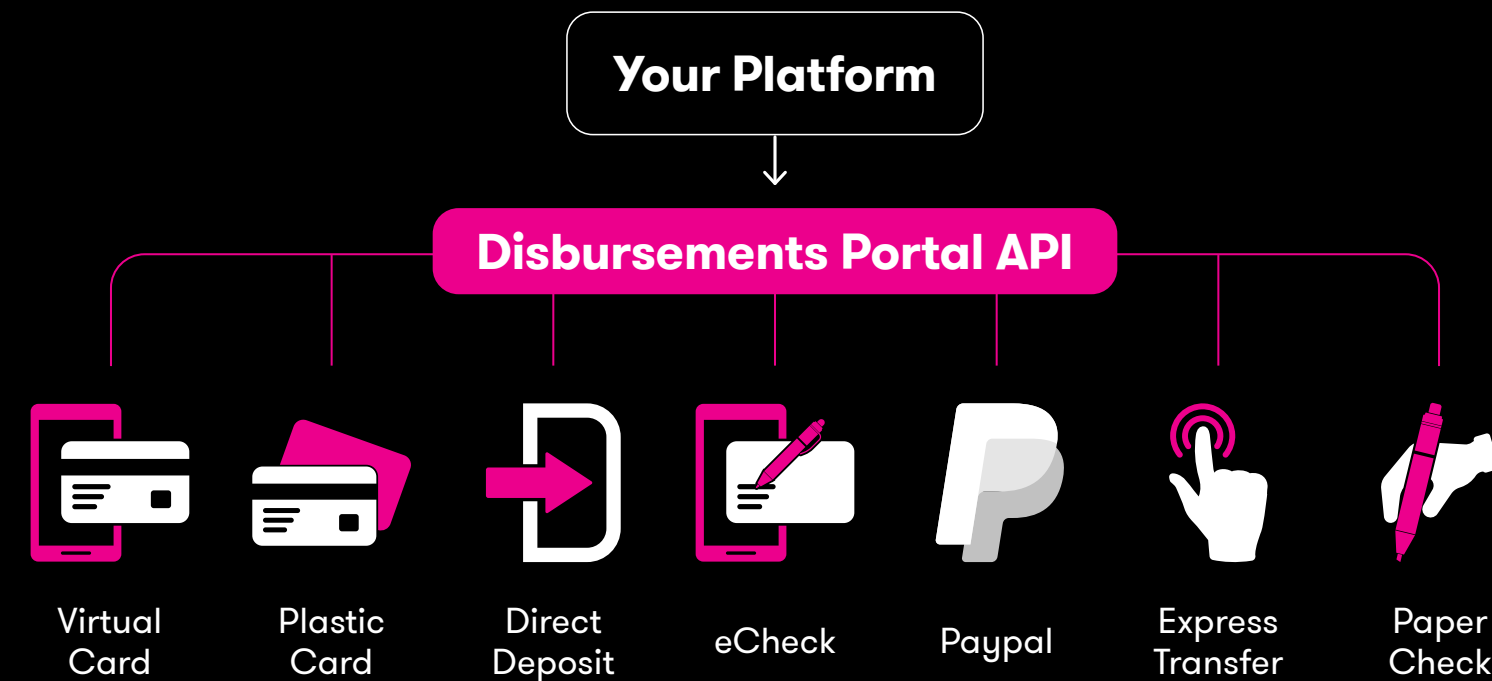 Your Platform
Disbursements Portal API
Virtual
Card
Plastic
Card
Direct
Deposit
eCheck
Paypal
Express
Transfer
Paper
Check